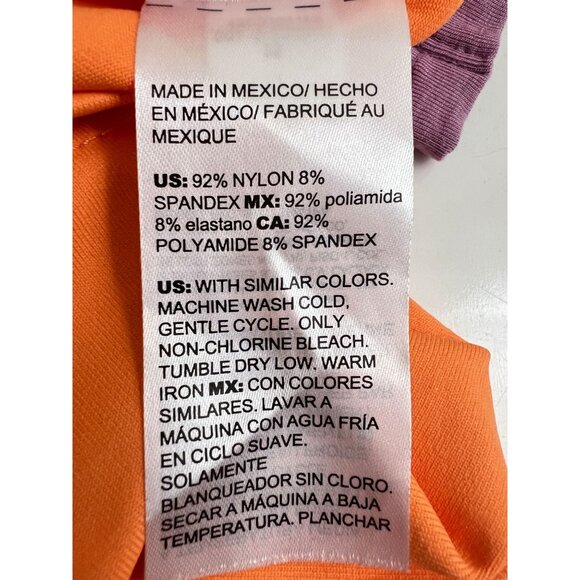 MADE IN MEXICO/ HECHO
EN MÉXICO/ FABRIQUÉ AU
MEXIQUE
US: 92% NYLON 8%
SPANDEX MX: 92% poliamida
8% elastano CA: 92%
POLYAMIDE 8% SPANDEX
US: WITH SIMILAR COLORS.
MACHINE WASH COLD,
GENTLE CYCLE. ONLY
NON-CHLORINE BLEACH.
TUMBLE DRY LOW. WARM
IRON MX: CON COLORES
SIMILARES. LAVAR A
MÁQUINA CON AGUA FRÍA
EN CICLO SUAVE.
SOLAMENTE
BLANQUEADOR SIN CLORO.
SECAR A MÁQUINA A BAJA
TEMPERATURA. PLANCHAR